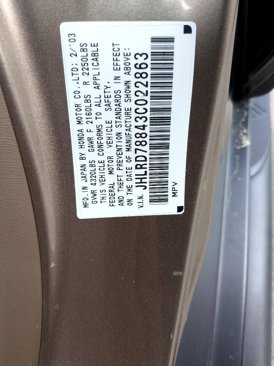 MFD. IN JAPAN BY HONDA MOTOR CO., LTD: 2/'03
GVWR 4320LBS GAWR F 2160LBS R 2250LBS
THIS VEHICLE CONFORMS TO ALL APPLICABLE
FEDERAL MOTOR VEHICLE SAFETY,
AND THEFT PREVENTION STANDARDS IN EFFECT
ON THE DATE OF MANUFACTURE SHOWN ABOVE:
V.I.N. JHLRD78843C022863
MPV